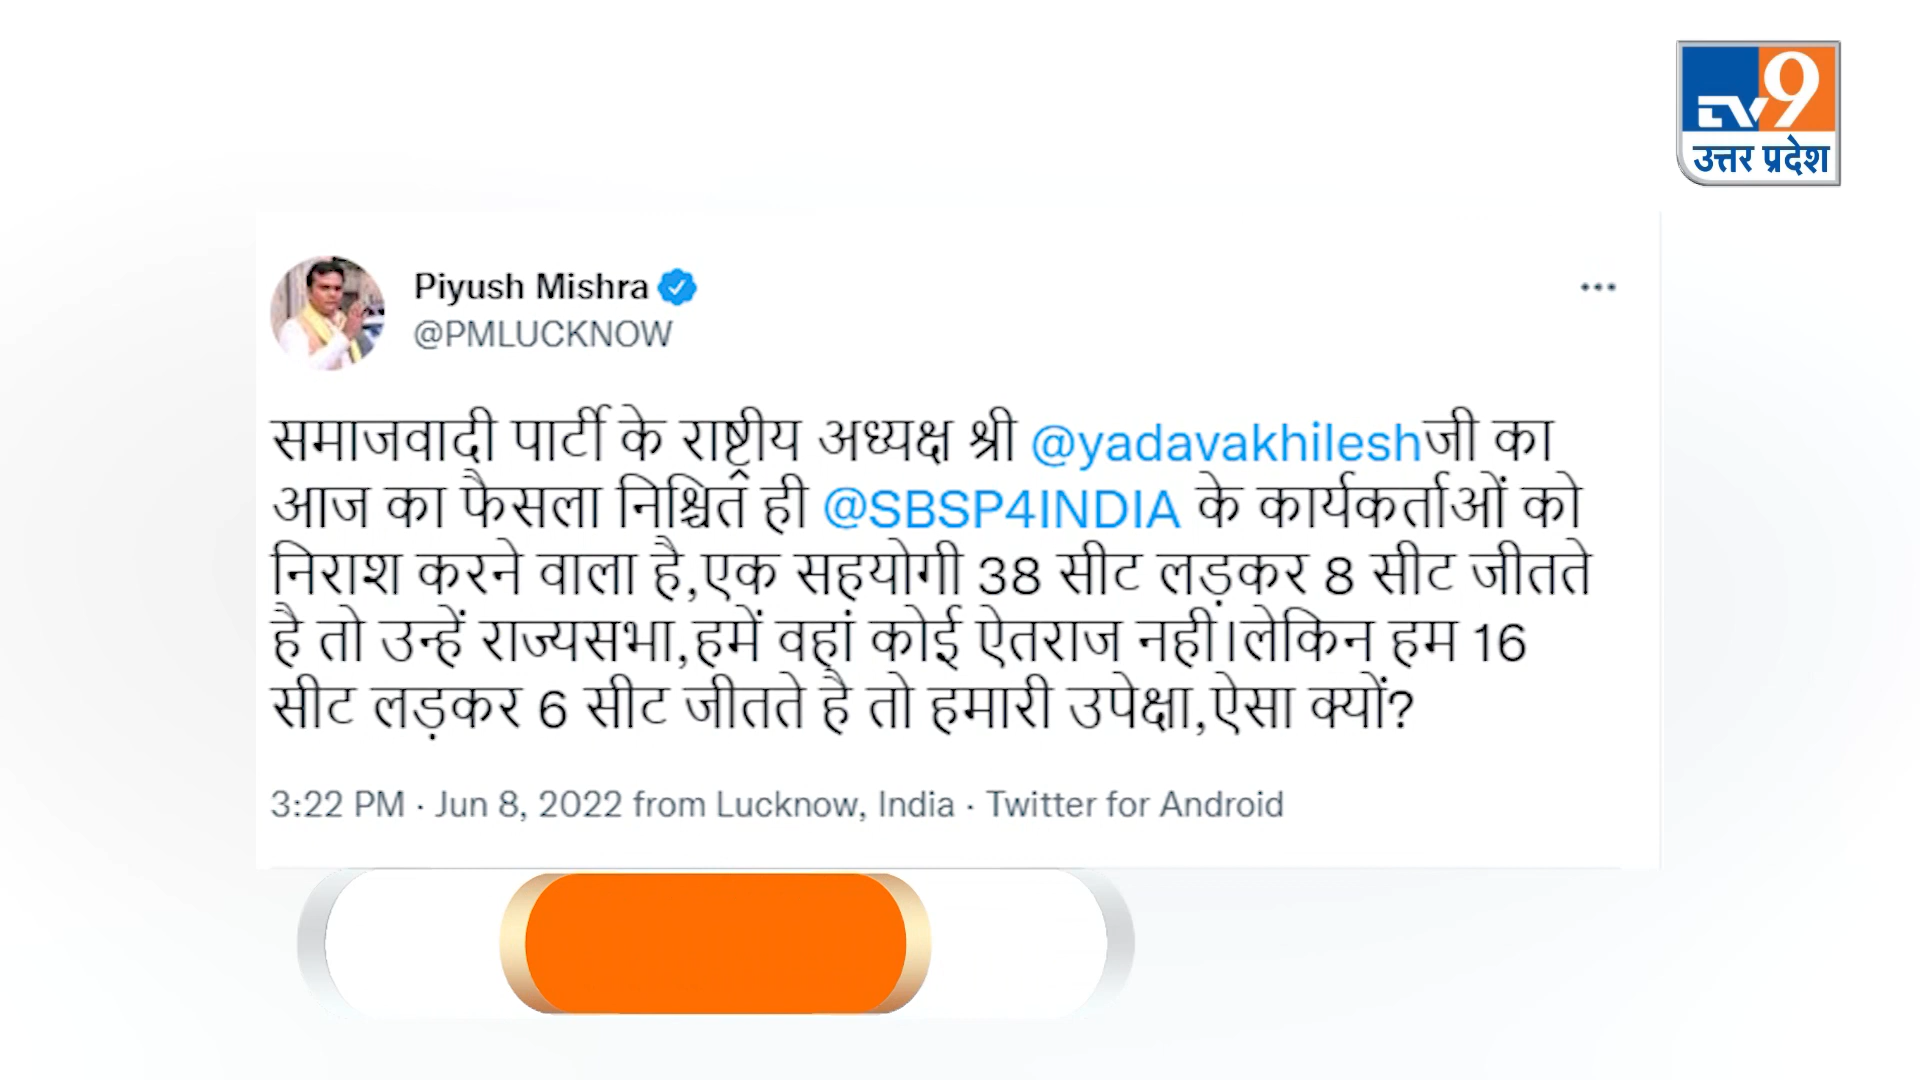 TV9
उत्तर प्रदेश
Piyush Mishra
@PMLUCKNOW
समाजवादी पार्टी के राष्ट्रीय अध्यक्ष श्री @yadavakhileshजी का
आज का फैसला निश्चित ही @SBSP4INDIA के कार्यकर्ताओं को
निराश करने वाला है,एक सहयोगी 38 सीट लड़कर 8 सीट जीतते
है तो उन्हें राज्यसभा,हमें वहां कोई ऐतराज नहीं।लेकिन हम 16
सीट लड़कर 6 सीट जीतते है तो हमारी उपेक्षा,ऐसा क्यों?
3:22 PM · Jun 8, 2022 from Lucknow, India · Twitter for Android